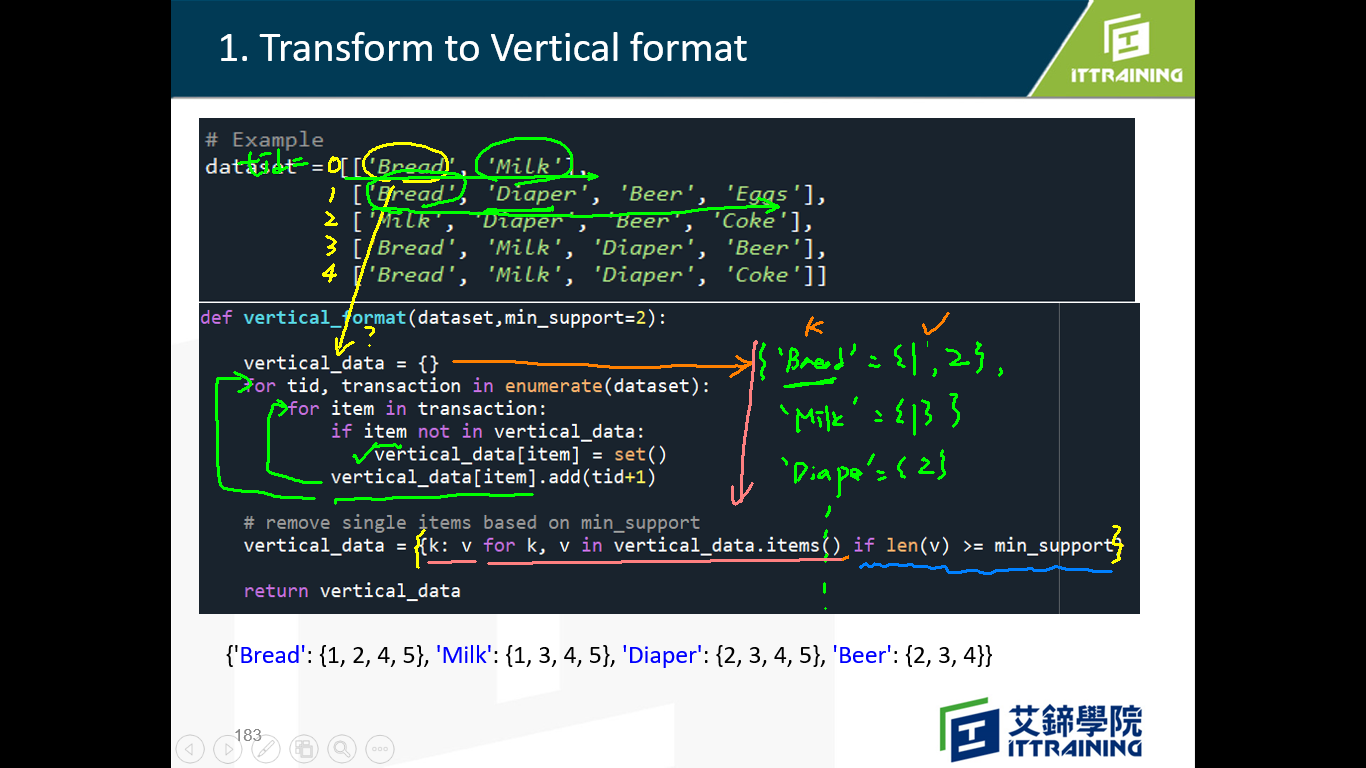 1. Transform to Vertical format
ITTRAINING
# Example
dataset = [['Bread', 'Milk'],
tid= 0
['Bread', 'Diaper', 'Beer', 'Eggs'],
1
['Milk', 'Diaper', 'Beer', 'Coke'],
2
['Bread', 'Milk', 'Diaper', 'Beer'],
3
['Bread', 'Milk', 'Diaper', 'Coke']]
4
def vertical_format(dataset,min_support=2):
?
K
vertical_data = {}
{'Bread' = {1, 2},
for tid, transaction in enumerate(dataset):
for item in transaction:
'Milk' = {1}
if item not in vertical_data:
vertical_data[item] = set()
'Diaper' = {2}
vertical_data[item].add(tid+1)
# remove single items based on min_support
vertical_data = {k: v for k, v in vertical_data.items() if len(v) >= min_support}
return vertical_data
{'Bread': {1, 2, 4, 5}, 'Milk': {1, 3, 4, 5}, 'Diaper': {2, 3, 4, 5}, 'Beer': {2, 3, 4}}
183
艾鍗學院
ITTRAINING